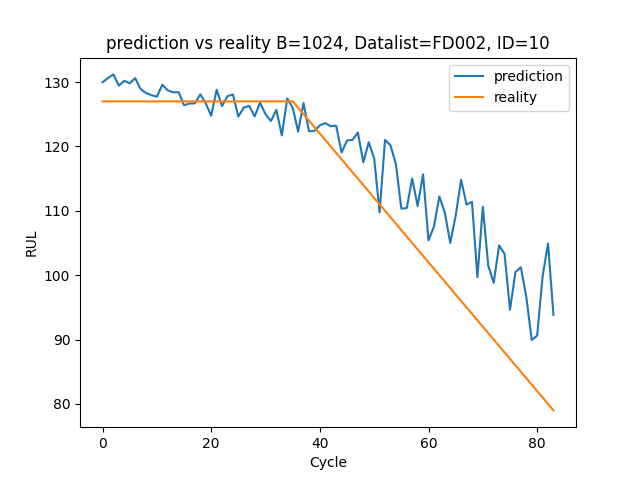 prediction vs reality B=1024, Datalist=FD002, ID=10
prediction
reality
130
120
110
100
90
80
RUL
0 20 40 60 80
Cycle